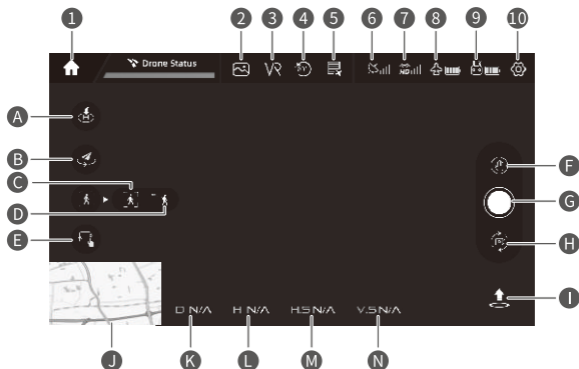 1 2 3 4 5 6 7 8 9 10
Drone Status
VR
A
B
C
D
E
F
G
H
I
D N/A H N/A H.S N/A V.S N/A
J K L M N